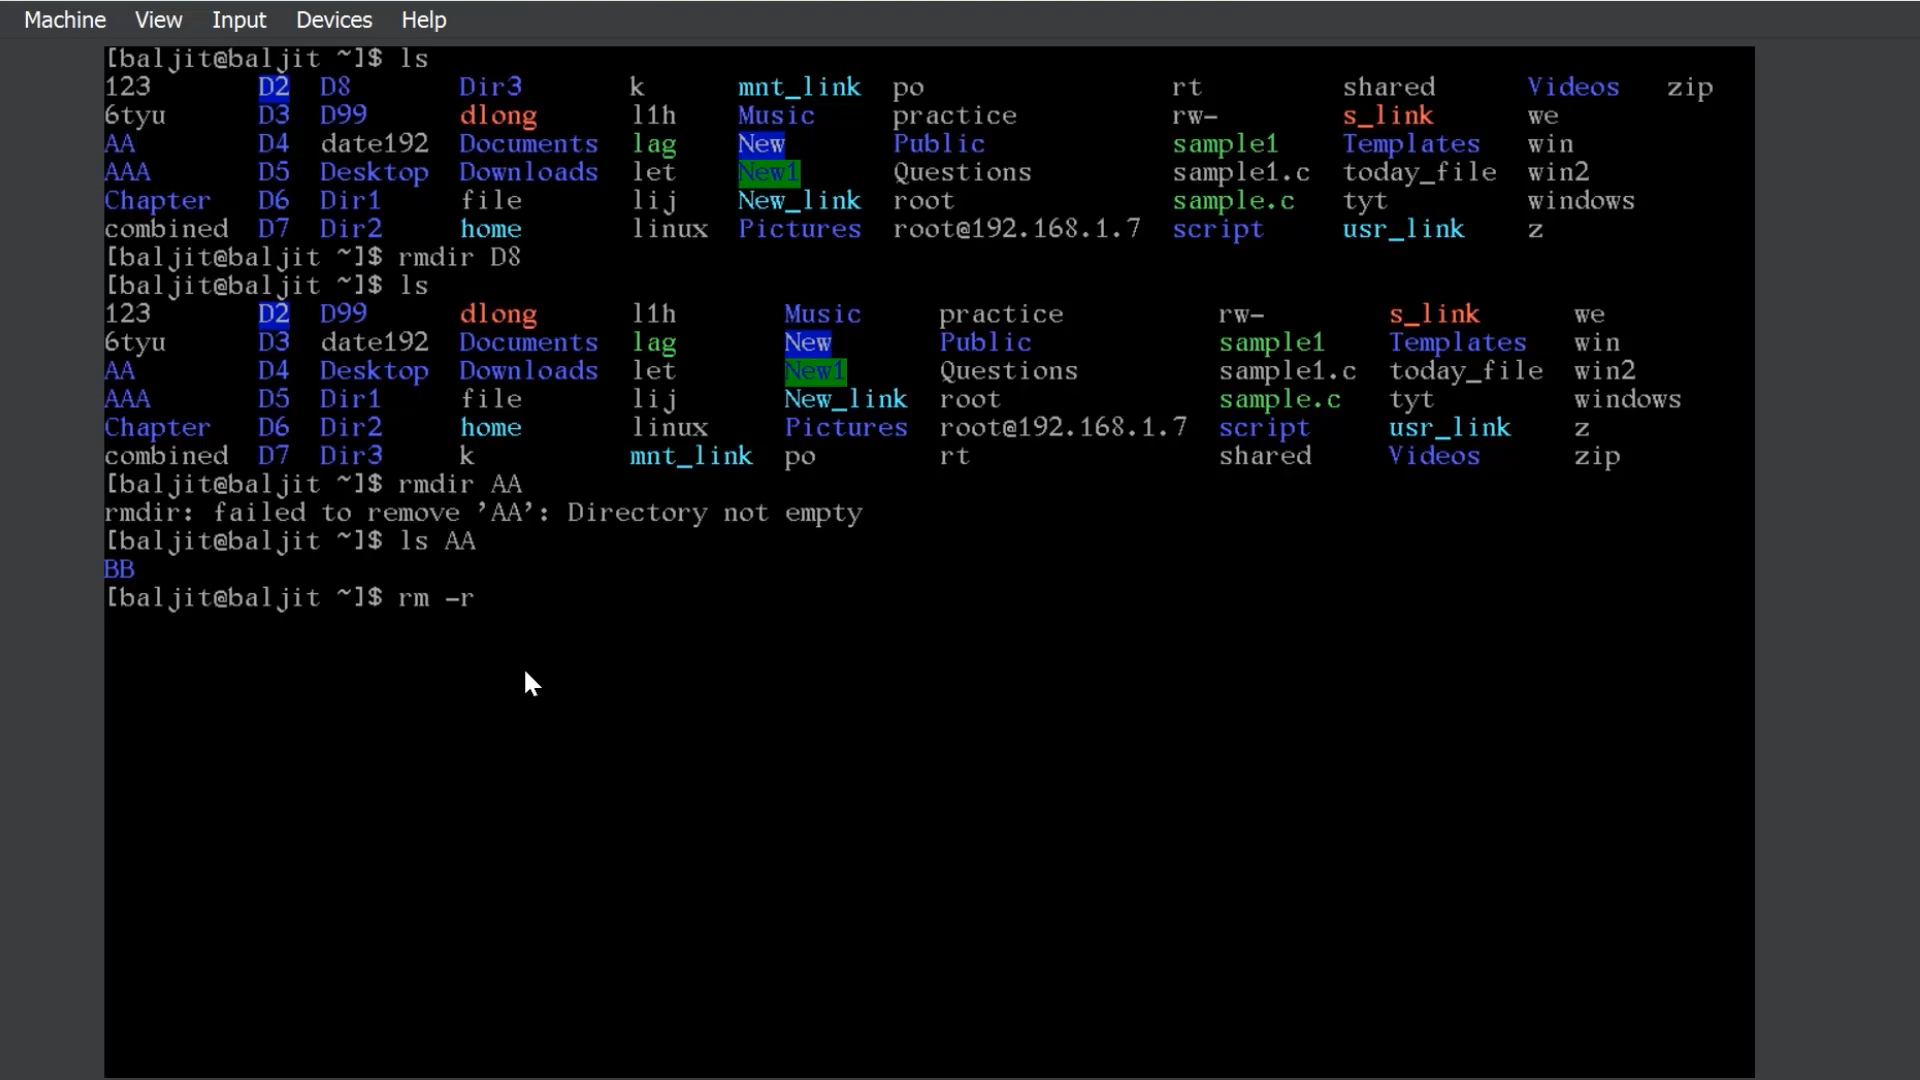 Machine View Input Devices Help
[baljit@baljit ~]$ ls
123 D2 D8 Dir3 k mnt_link po rt shared Videos zip
6tyu D3 D99 dlong l1h Music practice rw- s_link we
AA D4 date192 Documents lag New Public sample1 Templates win
AAA D5 Desktop Downloads let New1 Questions sample1.c today_file win2
Chapter D6 Dir1 file lij New_link root sample.c tyt windows
combined D7 Dir2 home linux Pictures root@192.168.1.7 script usr_link z
[baljit@baljit ~]$ rmdir D8
[baljit@baljit ~]$ ls
123 D2 D99 dlong l1h Music practice rw- s_link we
6tyu D3 date192 Documents lag New Public sample1 Templates win
AA D4 Desktop Downloads let New1 Questions sample1.c today_file win2
AAA D5 Dir1 file lij New_link root sample.c tyt windows
Chapter D6 Dir2 home linux Pictures root@192.168.1.7 script usr_link z
combined D7 Dir3 k mnt_link po rt shared Videos zip
[baljit@baljit ~]$ rmdir AA
rmdir: failed to remove ’AA’: Directory not empty
[baljit@baljit ~]$ ls AA
BB
[baljit@baljit ~]$ rm -r